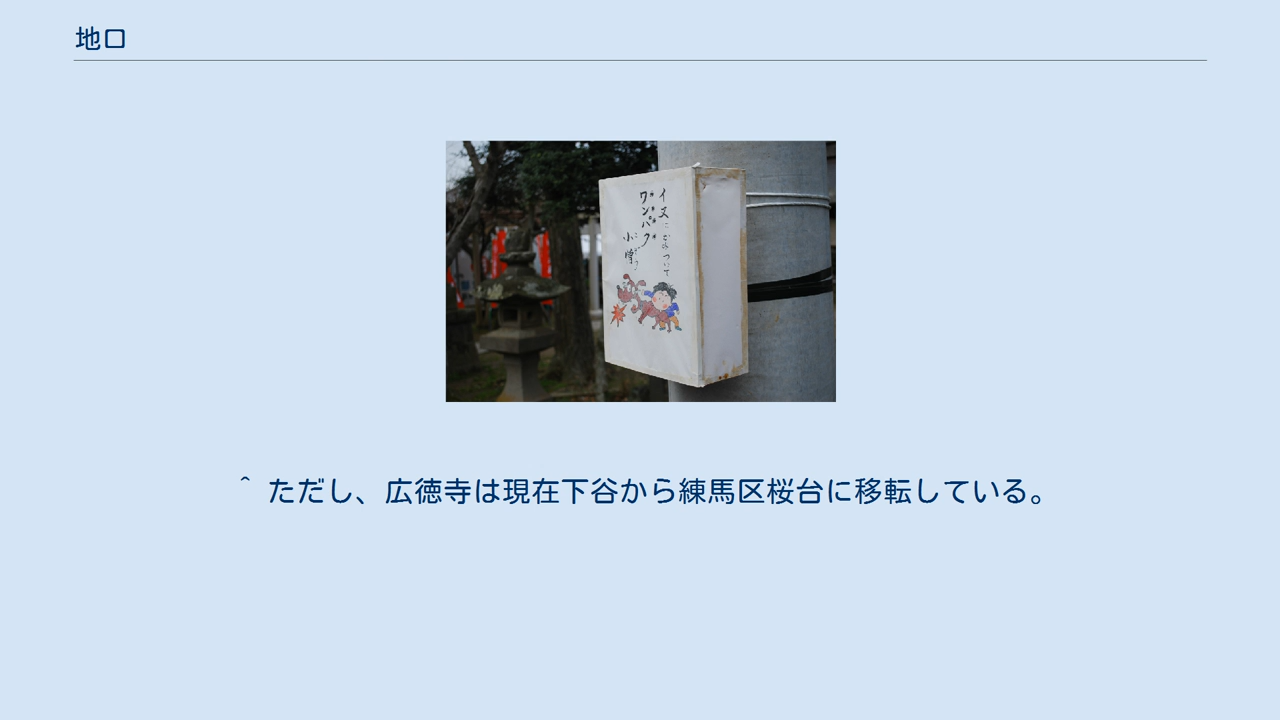 地口
イヌにどみついて
ワンパク
小僧
＾ ただし、広徳寺は現在下谷から練馬区桜台に移転している。